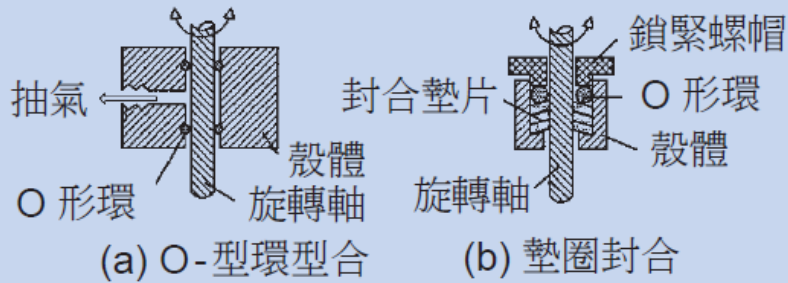 抽氣
O 形環
殼體
旋轉軸
(a) O-型環型合
鎖緊螺帽
封合墊片
O 形環
殼體
旋轉軸
(b) 墊圈封合